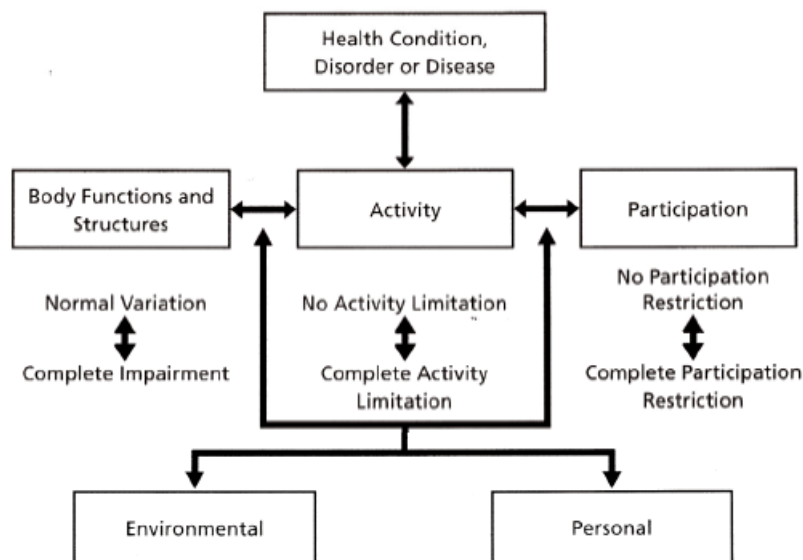 Health Condition,
Disorder or Disease
Body Functions and
Structures
Activity
Participation
Normal Variation
Complete Impairment
No Activity Limitation
Complete Activity
Limitation
No Participation
Restriction
Complete Participation
Restriction
Environmental
Personal